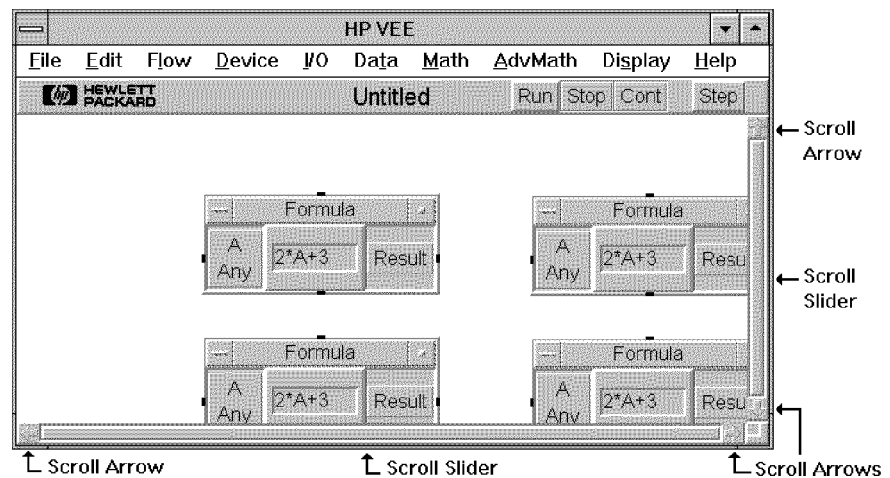 HP VEE
File Edit Flow Device I/O Data Math AdvMath Display Help
hp HEWLETT PACKARD Untitled Run Stop Cont Step
Scroll Arrow
Formula Formula
A Any 2*A+3 Result A Any 2*A+3 Resu
Scroll Slider
Formula Formula
A Any 2*A+3 Result A Any 2*A+3 Resu
Scroll Arrow Scroll Slider Scroll Arrows